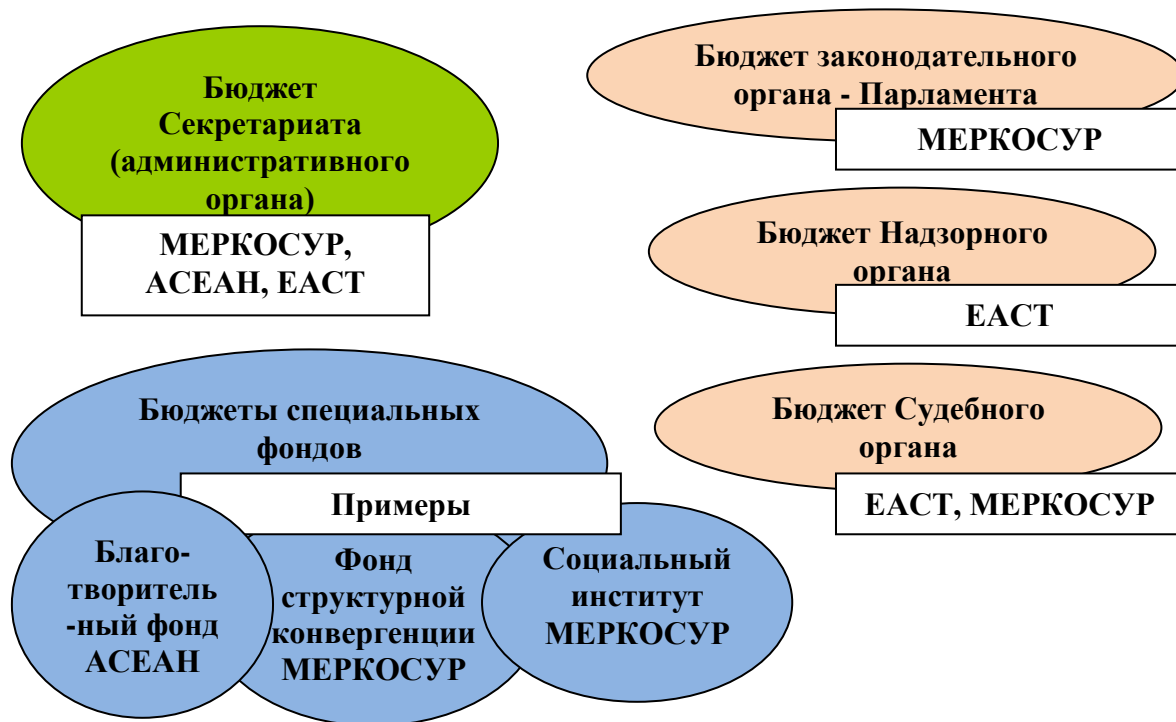 Бюджет
Секретариата
(административного
органа)
МЕРКОСУР,
АСЕАН, ЕАСТ
Бюджет законодательного
органа - Парламента
МЕРКОСУР
Бюджет Надзорного
органа
ЕАСТ
Бюджет Судебного
органа
ЕАСТ, МЕРКОСУР
Бюджеты специальных
фондов
Примеры
Благо-
творитель
-ный фонд
АСЕАН
Фонд
структурной
конвергенции
МЕРКОСУР
Социальный
институт
МЕРКОСУР